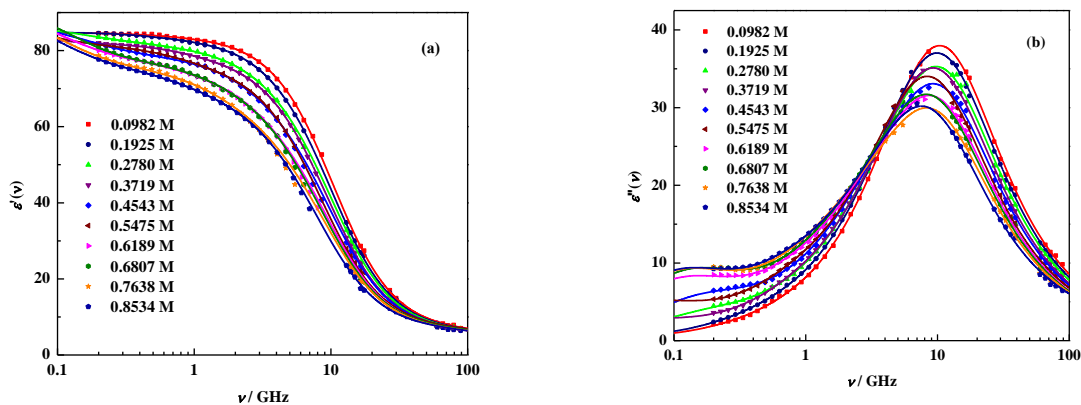 (a)
ε'(ν)
80
60
40
20
0
0.0982 M
0.1925 M
0.2780 M
0.3719 M
0.4543 M
0.5475 M
0.6189 M
0.6807 M
0.7638 M
0.8534 M
0.1 1 10 100
ν / GHz
(b)
ε"(ν)
40
30
20
10
0
0.0982 M
0.1925 M
0.2780 M
0.3719 M
0.4543 M
0.5475 M
0.6189 M
0.6807 M
0.7638 M
0.8534 M
0.1 1 10 100
ν / GHz